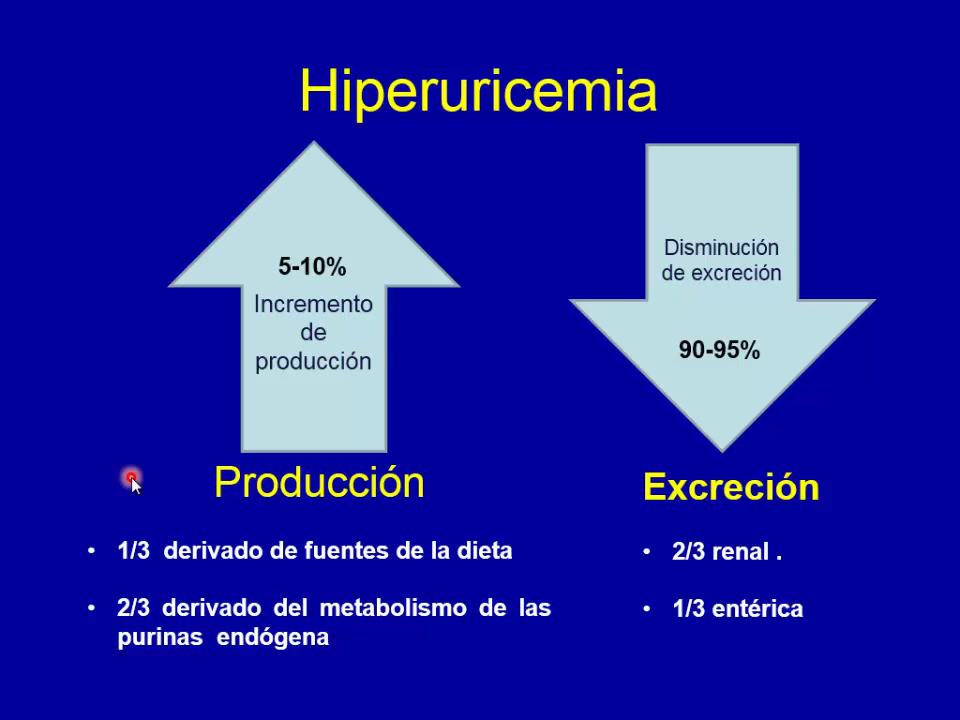 Hiperuricemia
5-10%
Incremento
de
producción
Disminución
de excreción
90-95%
Producción
• 1/3 derivado de fuentes de la dieta
• 2/3 derivado del metabolismo de las
purinas endógena
Excreción
• 2/3 renal .
• 1/3 entérica